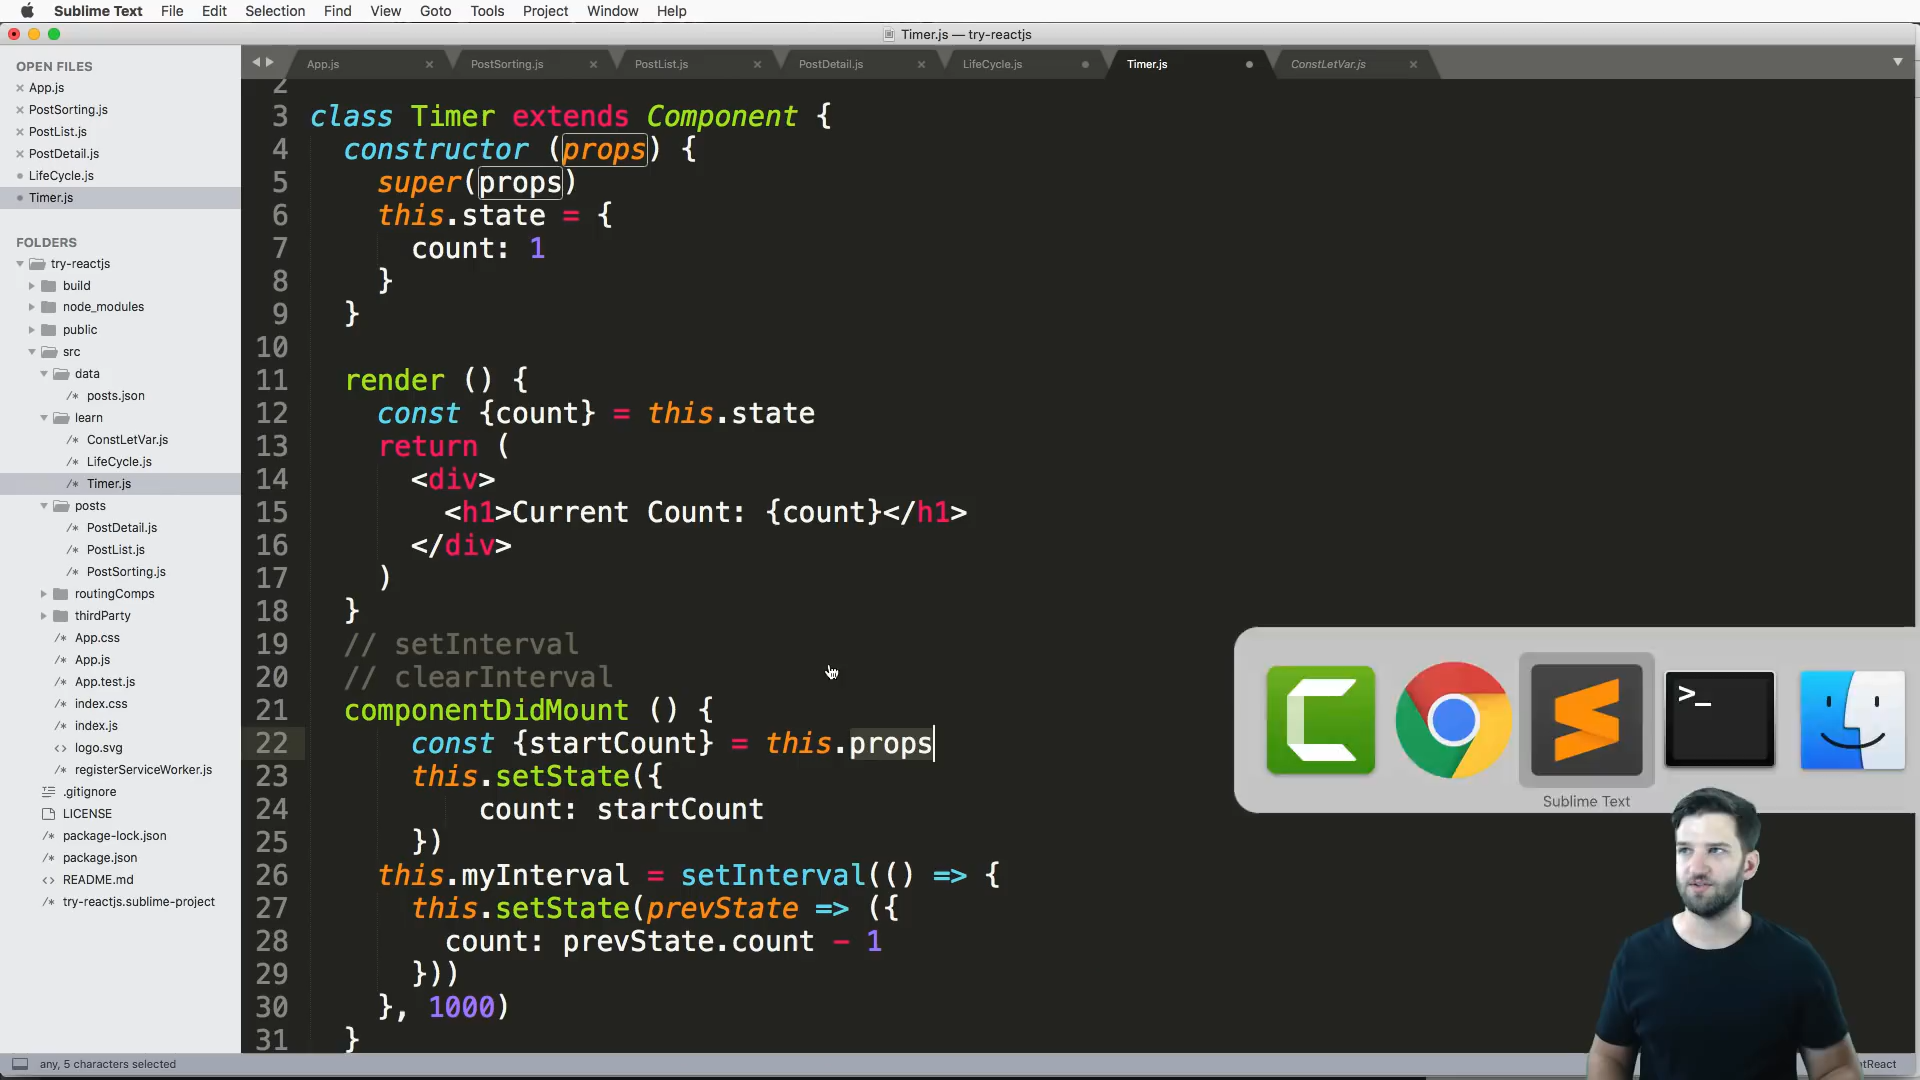 Sublime Text File Edit Selection Find View Goto Tools Project Window Help
Timer.js — try-reactjs
OPEN FILES
App.js
PostSorting.js
PostList.js
PostDetail.js
LifeCycle.js
Timer.js
FOLDERS
try-reactjs
build
node_modules
public
src
data
posts.json
learn
ConstLetVar.js
LifeCycle.js
Timer.js
posts
PostDetail.js
PostList.js
PostSorting.js
routingComps
thirdParty
App.css
App.js
App.test.js
index.css
index.js
logo.svg
registerServiceWorker.js
.gitignore
LICENSE
package-lock.json
package.json
README.md
try-reactjs.sublime-project
App.js PostSorting.js PostList.js PostDetail.js LifeCycle.js Timer.js ConstLetVar.js
2
3 class Timer extends Component {
4 constructor (props) {
5 super(props)
6 this.state = {
7 count: 1
8 }
9 }
10
11 render () {
12 const {count} = this.state
13 return (
14 <div>
15 <h1>Current Count: {count}</h1>
16 </div>
17 )
18 }
19 // setInterval
20 // clearInterval
21 componentDidMount () {
22 const {startCount} = this.props
23 this.setState({
24 count: startCount
25 })
26 this.myInterval = setInterval(() => {
27 this.setState(prevState => ({
28 count: prevState.count - 1
29 }))
30 }, 1000)
31 }
>_
Sublime Text
any, 5 characters selected